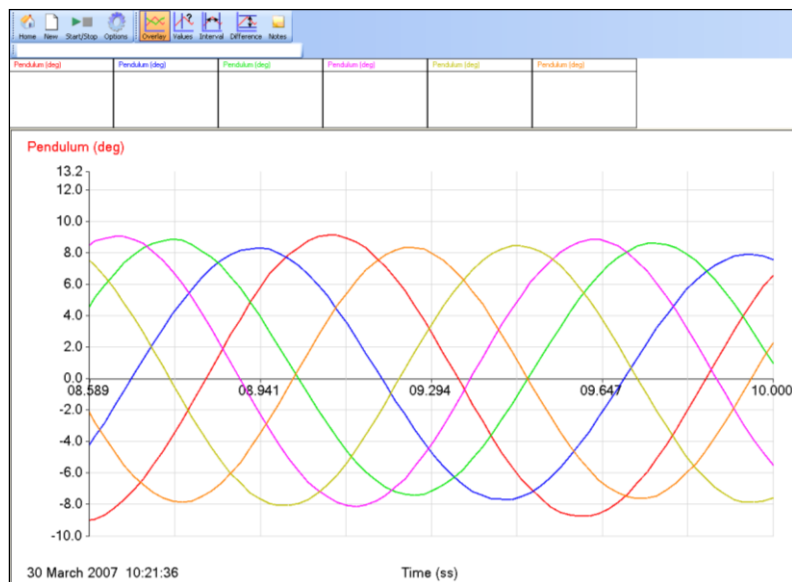 Home New Start/Stop Options Overlay Values Interval Difference Notes
Pendulum (deg) Pendulum (deg) Pendulum (deg) Pendulum (deg) Pendulum (deg) Pendulum (deg)
Pendulum (deg)
13.2
12.0
10.0
8.0
6.0
4.0
2.0
0.0
08.589 08.941 09.294 09.647 10.000
-2.0
-4.0
-6.0
-8.0
-10.0
30 March 2007 10:21:36 Time (ss)